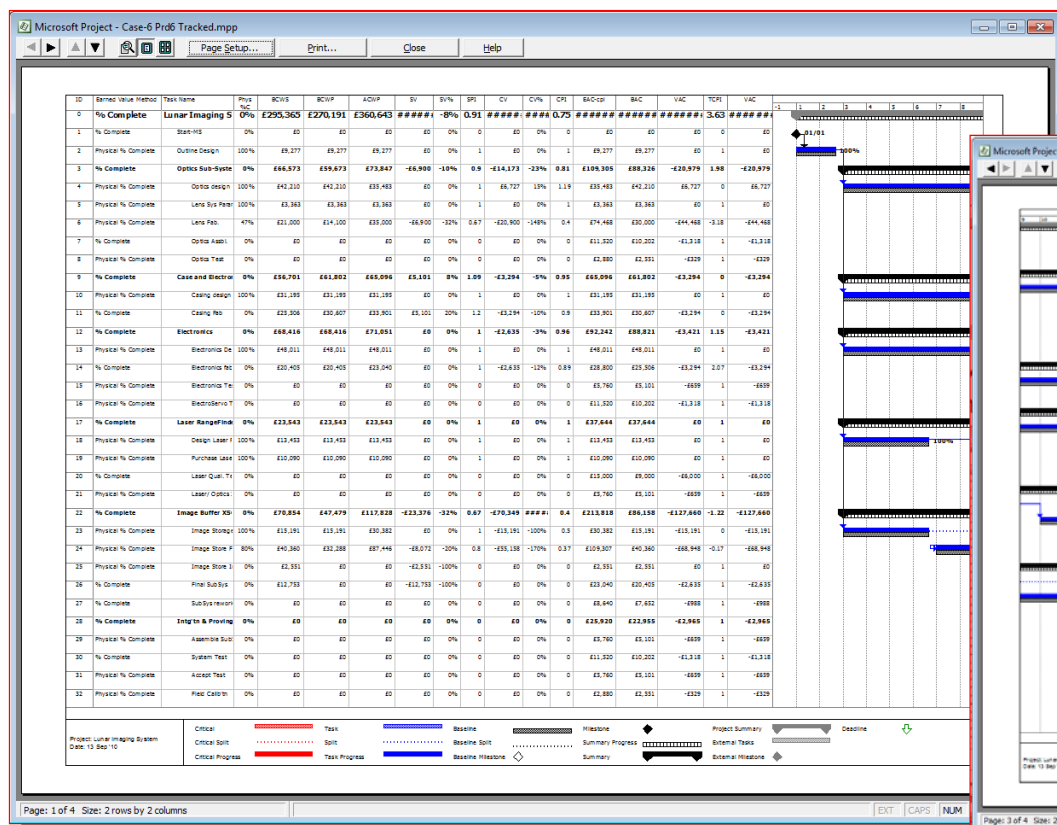 Microsoft Project - Case-6 Prd6 Tracked.mpp
Page Setup... Print... Close Help
ID Earned Value Method Task Name Phys %C BCWS BCWP ACWP SV SV% SPI CV CV% CPI EAC-cpi BAC VAC TCPI VAC -1 1 2 3 4 5 6 7 8
0 % Complete Lunar Imaging S 0% £295,365 £270,191 £360,643 ##### -8% 0.91 ##### #### 0.75 ###### ###### ###### 3.63 ######
1 % Complete Start-MS 0% £0 £0 £0 £0 0% 0 £0 0% 0 £0 £0 £0 1 £0 01/01
2 Physical % Complete Outline Design 100% £9,277 £9,277 £9,277 £0 0% 1 £0 0% 1 £9,277 £9,277 £0 1 £0 100%
3 % Complete Optics Sub-Syste 0% £66,573 £59,673 £73,847 -£6,900 -10% 0.9 -£14,173 -23% 0.81 £109,305 £88,326 -£20,979 1.98 -£20,979
4 Physical % Complete Optics design 100% £42,210 £42,210 £35,483 £0 0% 1 £6,727 15% 1.19 £35,483 £42,210 £6,727 0 £6,727
5 Physical % Complete Lens Sys Parar 100% £3,363 £3,363 £3,363 £0 0% 1 £0 0% 1 £3,363 £3,363 £0 1 £0
6 Physical % Complete Lens Fab. 47% £21,000 £14,100 £35,000 -£6,900 -32% 0.67 -£20,900 -148% 0.4 £74,468 £30,000 -£44,468 -3.18 -£44,468
7 % Complete Optics Assbl. 0% £0 £0 £0 £0 0% 0 £0 0% 0 £11,520 £10,202 -£1,318 1 -£1,318
8 Physical % Complete Optics Test 0% £0 £0 £0 £0 0% 0 £0 0% 0 £2,880 £2,551 -£329 1 -£329
9 % Complete Case and Electror 0% £56,701 £61,802 £65,096 £5,101 8% 1.09 -£3,294 -5% 0.95 £65,096 £61,802 -£3,294 0 -£3,294
10 Physical % Complete Casing design 100% £31,195 £31,195 £31,195 £0 0% 1 £0 0% 1 £31,195 £31,195 £0 1 £0
11 Physical % Complete Casing Feb 0% £25,506 £30,607 £33,901 £5,101 20% 1.2 -£3,294 -10% 0.9 £33,901 £30,607 -£3,294 0 -£3,294
12 % Complete Electronics 0% £68,416 £68,416 £71,051 £0 0% 1 -£2,635 -3% 0.96 £92,242 £88,821 -£3,421 1.15 -£3,421
13 Physical % Complete Electronics De 100% £48,011 £48,011 £48,011 £0 0% 1 £0 0% 1 £48,011 £48,011 £0 1 £0
14 Physical % Complete Electronics fab 0% £20,405 £20,405 £23,040 £0 0% 1 -£2,635 -12% 0.89 £28,800 £25,506 -£3,294 2.07 -£3,294
15 Physical % Complete Electronics Te 0% £0 £0 £0 £0 0% 0 £0 0% 0 £5,760 £5,101 -£659 1 -£659
16 Physical % Complete ElectroServo T 0% £0 £0 £0 £0 0% 0 £0 0% 0 £11,520 £10,202 -£1,318 1 -£1,318
17 % Complete Laser RangeFinde 0% £23,543 £23,543 £23,543 £0 0% 1 £0 0% 1 £37,644 £37,644 £0 1 £0
18 Physical % Complete Design Laser F 100% £13,453 £13,453 £13,453 £0 0% 1 £0 0% 1 £13,453 £13,453 £0 1 £0 100%
19 Physical % Complete Purchase Lase 100% £10,090 £10,090 £10,090 £0 0% 1 £0 0% 1 £10,090 £10,090 £0 1 £0
20 % Complete Laser Qual. Te 0% £0 £0 £0 £0 0% 0 £0 0% 0 £15,000 £9,000 -£6,000 1 -£6,000
21 Physical % Complete Laser/ Optics 0% £0 £0 £0 £0 0% 0 £0 0% 0 £5,760 £5,101 -£659 1 -£659
22 % Complete Image Buffer XS 0% £70,854 £47,479 £117,828 -£23,376 -32% 0.67 -£70,349 #### 0.4 £213,818 £86,158 -£127,660 -1.22 -£127,660
23 Physical % Complete Image Storage 100% £15,191 £15,191 £30,382 £0 0% 1 -£15,191 -100% 0.5 £30,382 £15,191 -£15,191 0 -£15,191
24 Physical % Complete Image Store P 80% £40,360 £32,288 £87,446 -£8,072 -20% 0.8 -£55,158 -170% 0.37 £109,307 £40,360 -£68,948 -0.17 -£68,948
25 Physical % Complete Image Store I 0% £2,551 £0 £0 -£2,551 -100% 0 £0 0% 0 £2,551 £2,551 £0 1 £0
26 % Complete Final SubSys 0% £12,753 £0 £0 -£12,753 -100% 0 £0 0% 0 £23,040 £20,405 -£2,635 1 -£2,635
27 % Complete SubSys rewor 0% £0 £0 £0 £0 0% 0 £0 0% 0 £8,640 £7,652 -£988 1 -£988
28 % Complete Intg'tn & Proving 0% £0 £0 £0 £0 0% 0 £0 0% 0 £25,920 £22,955 -£2,965 1 -£2,965
29 Physical % Complete Assemble Sub 0% £0 £0 £0 £0 0% 0 £0 0% 0 £5,760 £5,101 -£659 1 -£659
30 % Complete System Test 0% £0 £0 £0 £0 0% 0 £0 0% 0 £11,520 £10,202 -£1,318 1 -£1,318
31 Physical % Complete Accept Test 0% £0 £0 £0 £0 0% 0 £0 0% 0 £5,760 £5,101 -£659 1 -£659
32 Physical % Complete Field Calib'tn 0% £0 £0 £0 £0 0% 0 £0 0% 0 £2,880 £2,551 -£329 1 -£329
Project: Lunar Imaging System
Date: 13 Sep '10
Critical Task Baseline Milestone Project Summary Deadline
Critical Split Split Baseline Split Summary Progress External Tasks
Critical Progress Task Progress Baseline Milestone Summary External Milestone
Page: 1 of 4 Size: 2 rows by 2 columns EXT CAPS NUM
Microsoft Projec
9 10
Project: Lunar
Date: 13 Sep
Page: 3 of 4 Size: 2